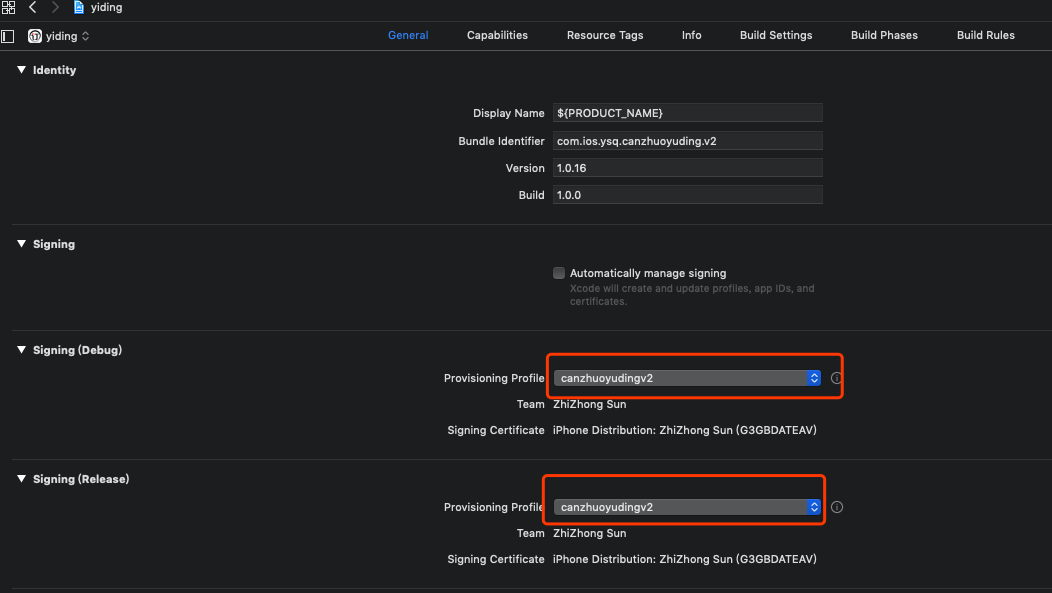 yiding
yiding
General Capabilities Resource Tags Info Build Settings Build Phases Build Rules
Identity
Display Name ${PRODUCT_NAME}
Bundle Identifier com.ios.ysq.canzhuoyuding.v2
Version 1.0.16
Build 1.0.0
Signing
Automatically manage signing
Xcode will create and update profiles, app IDs, and
certificates.
Signing (Debug)
Provisioning Profile canzhuoyudingv2
Team ZhiZhong Sun
Signing Certificate iPhone Distribution: ZhiZhong Sun (G3GBDATEAV)
Signing (Release)
Provisioning Profile canzhuoyudingv2
Team ZhiZhong Sun
Signing Certificate iPhone Distribution: ZhiZhong Sun (G3GBDATEAV)